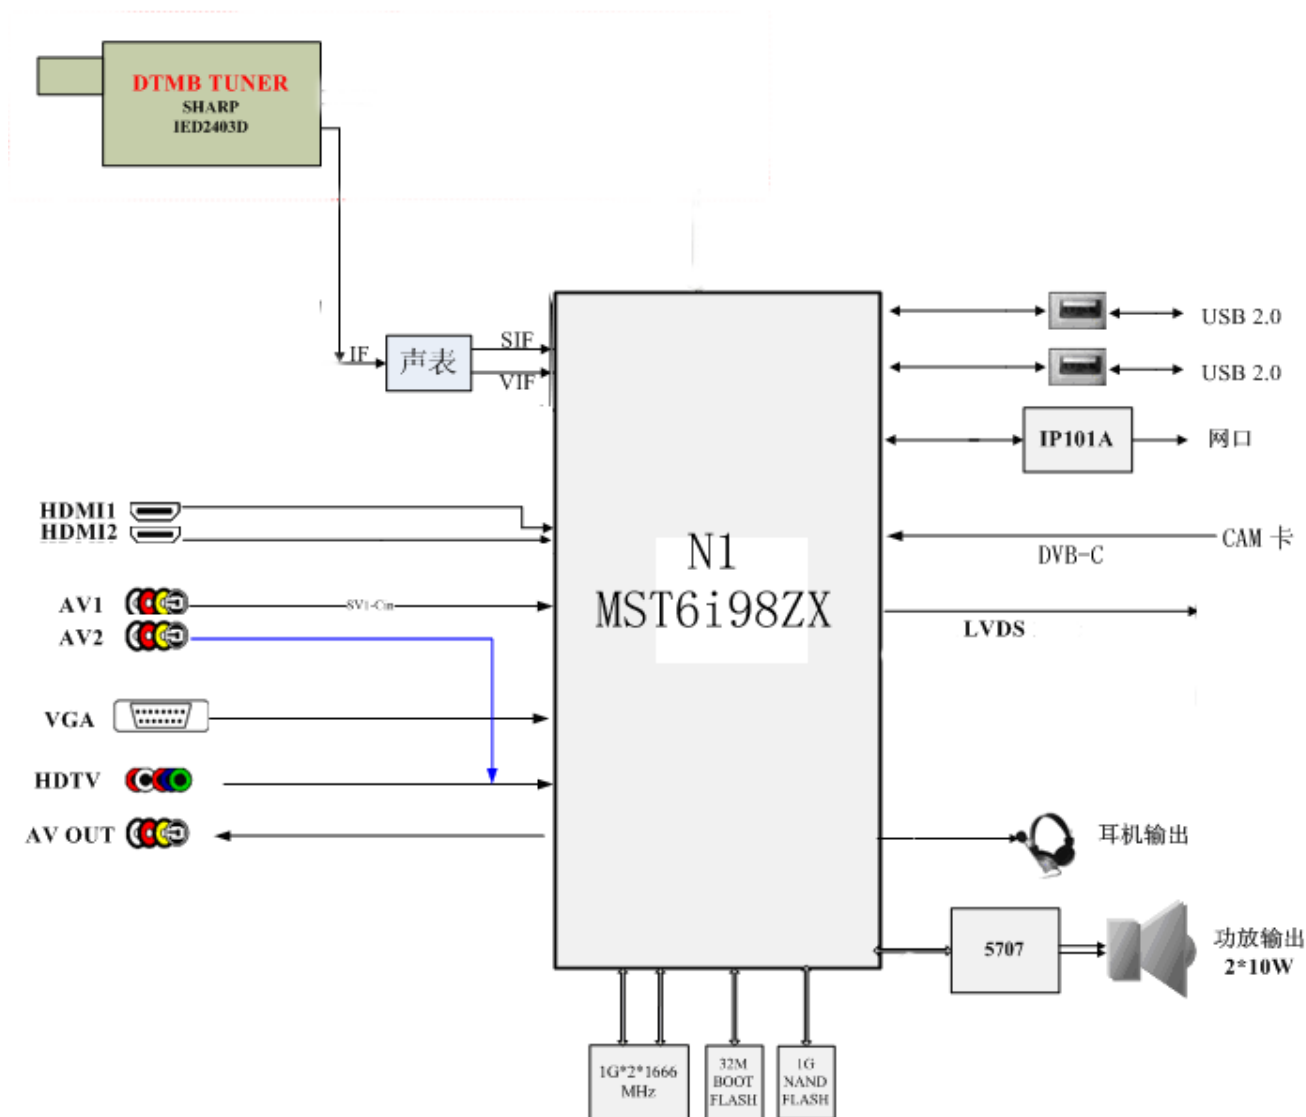 DTMB TUNER
SHARP
IED2403D
IF
声表
SIF
VIF
USB 2.0
USB 2.0
IP101A
网口
HDMI1
HDMI2
CAM 卡
DVB-C
N1
MST6i98ZX
AV1
SV1-Cin
AV2
LVDS
VGA
HDTV
AV OUT
耳机输出
5707
功放输出
2*10W
1G*2*1666
MHz
32M
BOOT
FLASH
1G
NAND
FLASH